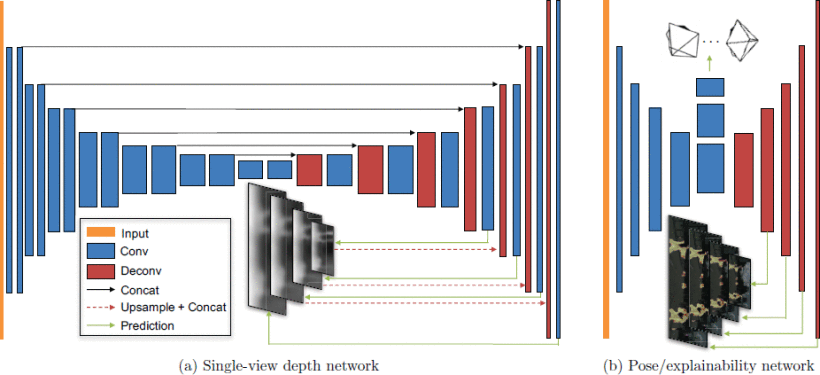 Input
Conv
Deconv
Concat
Upsample + Concat
Prediction
(a) Single-view depth network
(b) Pose/explainability network